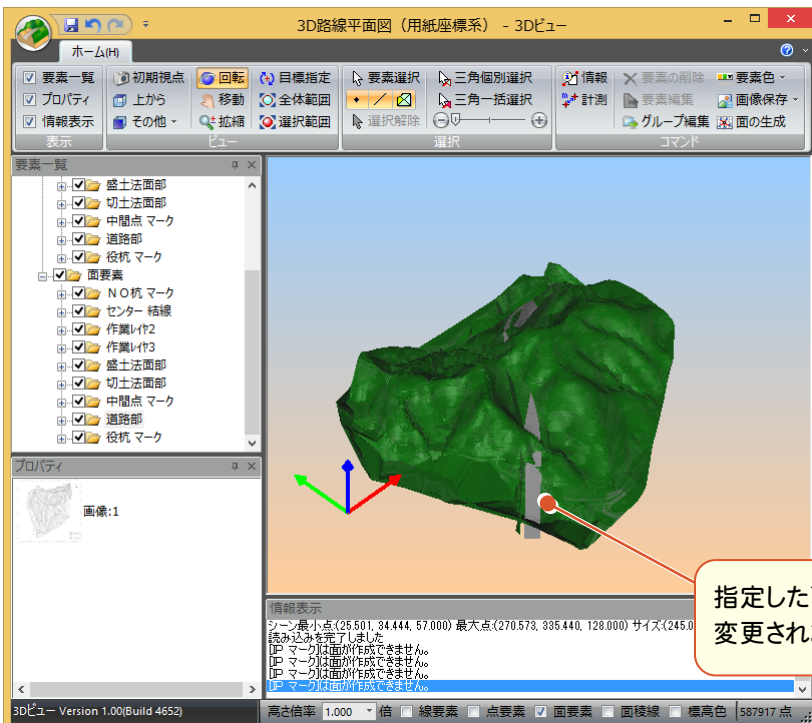 3D路線平面図（用紙座標系） - 3Dビュー
ホーム(H)
要素一覧
プロパティ
情報表示
表示
初期視点
上から
その他
回転
移動
拡縮
目標指定
全体範囲
選択範囲
ビュー
要素選択
選択解除
三角個別選択
三角一括選択
選択
情報
計測
要素の削除
要素編集
グループ編集
要素色
画像保存
面の生成
コマンド
要素一覧
盛土法面部
切土法面部
中間点 マーク
道路部
役杭 マーク
面要素
ＮＯ杭 マーク
センター 結線
作業ﾚｲﾔ2
作業ﾚｲﾔ3
盛土法面部
切土法面部
中間点 マーク
道路部
役杭 マーク
プロパティ
画像:1
指定した
変更され
情報表示
シーン最小点:(25.501, 34.444, 57.000) 最大点:(270.573, 335.440, 128.000) サイズ:(245.0
読み込みを完了しました
[IP マーク]は面が作成できません。
[IP マーク]は面が作成できません。
[IP マーク]は面が作成できません。
[IP マーク]は面が作成できません。
3Dビュー Version 1.00(Build 4652)
高さ倍率 1.000 倍 線要素 点要素 面要素 面稜線 標高色 587917 点